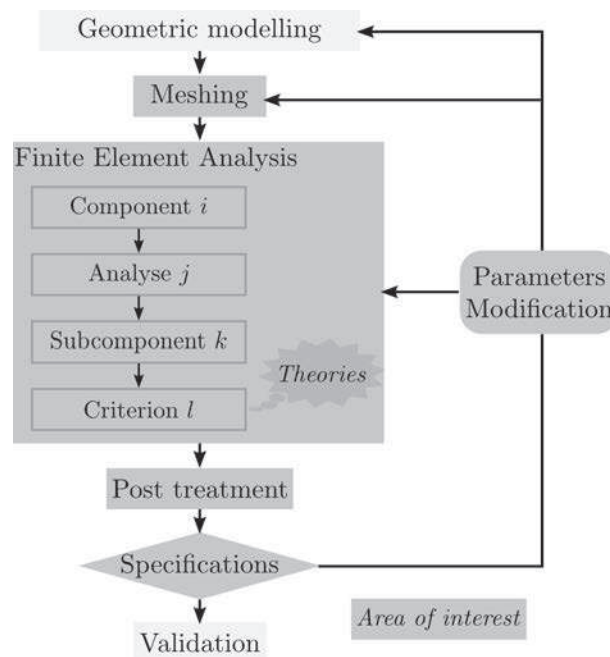 Geometric modelling
Meshing
Finite Element Analysis
Component i
Analyse j
Subcomponent k
Theories
Criterion l
Parameters
Modification
Post treatment
Specifications
Area of interest
Validation